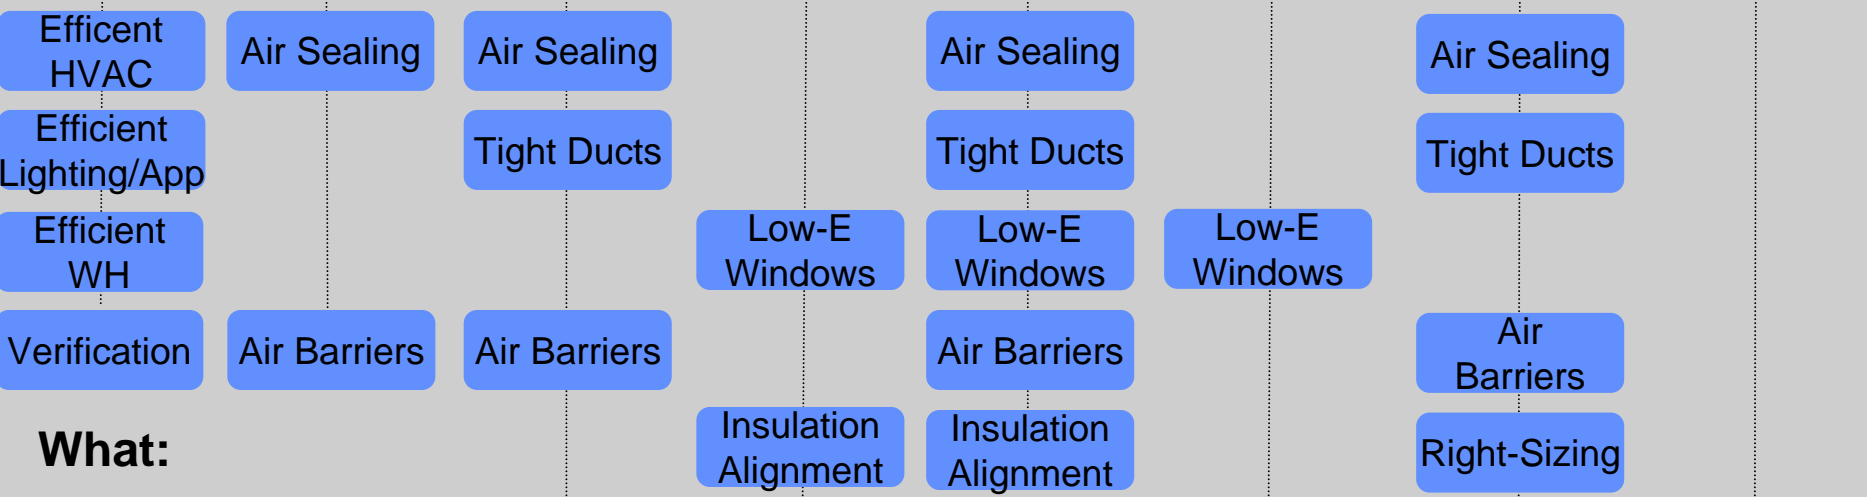 Efficent
HVAC
Air Sealing
Air Sealing
Air Sealing
Air Sealing
Efficient
Lighting/App
Tight Ducts
Tight Ducts
Tight Ducts
Efficient
WH
Low-E
Windows
Low-E
Windows
Low-E
Windows
Verification
Air Barriers
Air Barriers
Air Barriers
Air
Barriers
What:
Insulation
Alignment
Insulation
Alignment
Right-Sizing